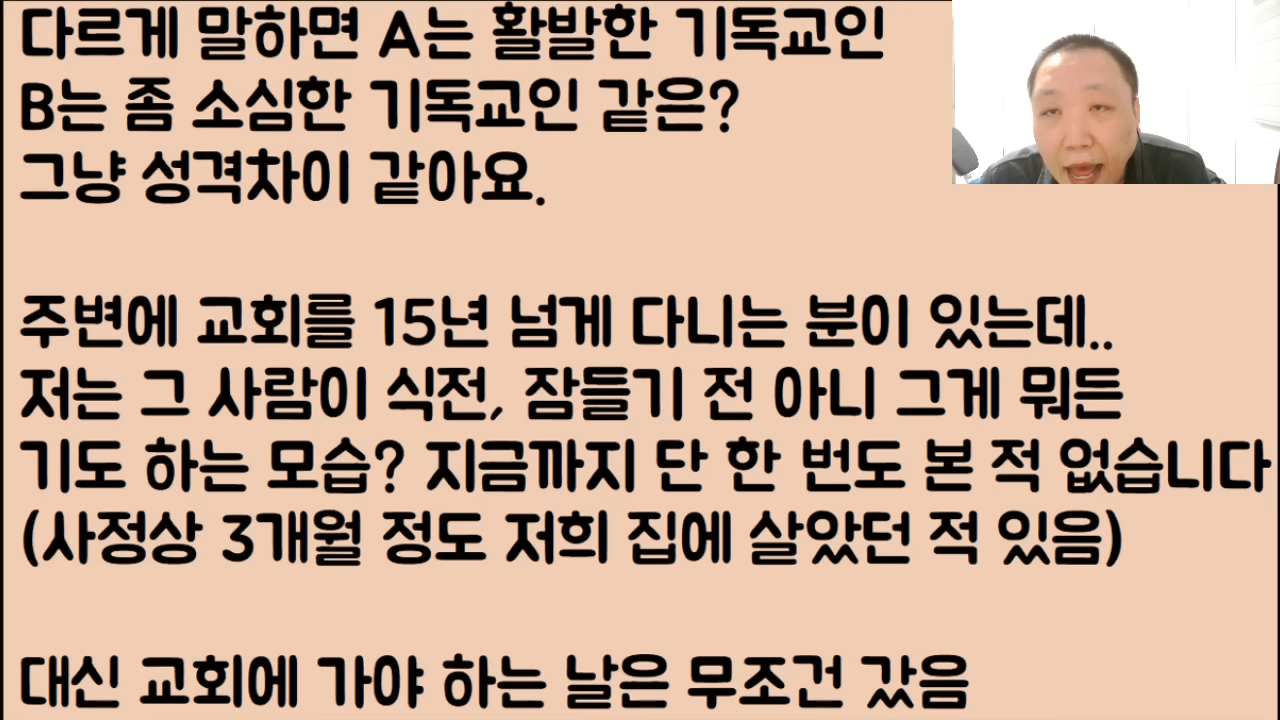 다르게 말하면 A는 활발한 기독교인
B는 좀 소심한 기독교인 같은?
그냥 성격차이 같아요.
주변에 교회를 15년 넘게 다니는 분이 있는데..
저는 그 사람이 식전, 잠들기 전 아니 그게 뭐든
기도 하는 모습? 지금까지 단 한 번도 본 적 없습니다
(사정상 3개월 정도 저희 집에 살았던 적 있음)
대신 교회에 가야 하는 날은 무조건 갔음